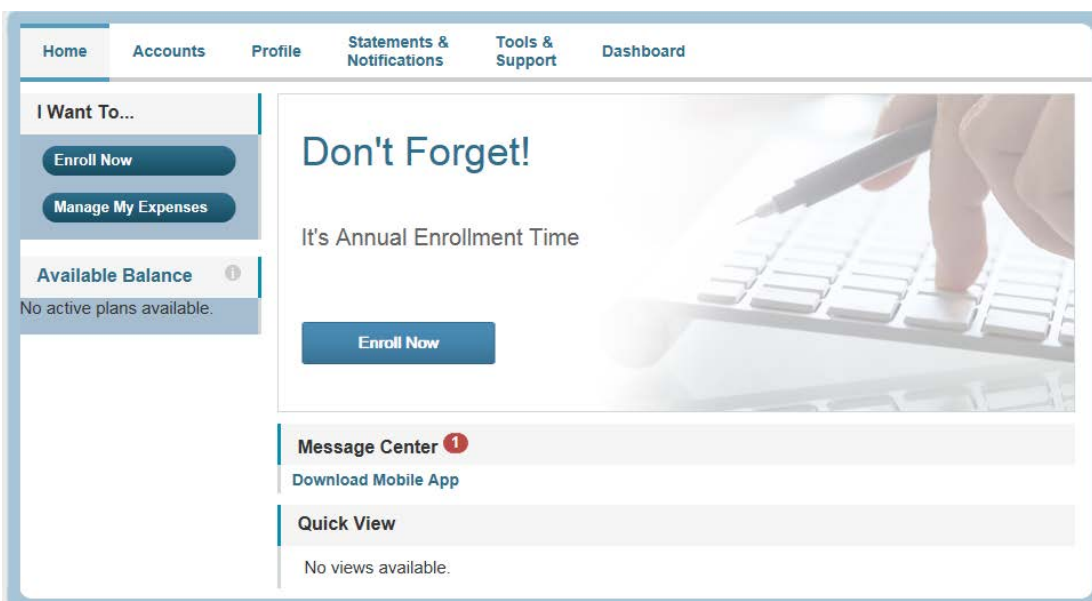 Home
Accounts
Profile
Statements &
Notifications
Tools &
Support
Dashboard
I Want To...
Enroll Now
Manage My Expenses
Available Balance
No active plans available.
Don't Forget!
It's Annual Enrollment Time
Enroll Now
Message Center 1
Download Mobile App
Quick View
No views available.